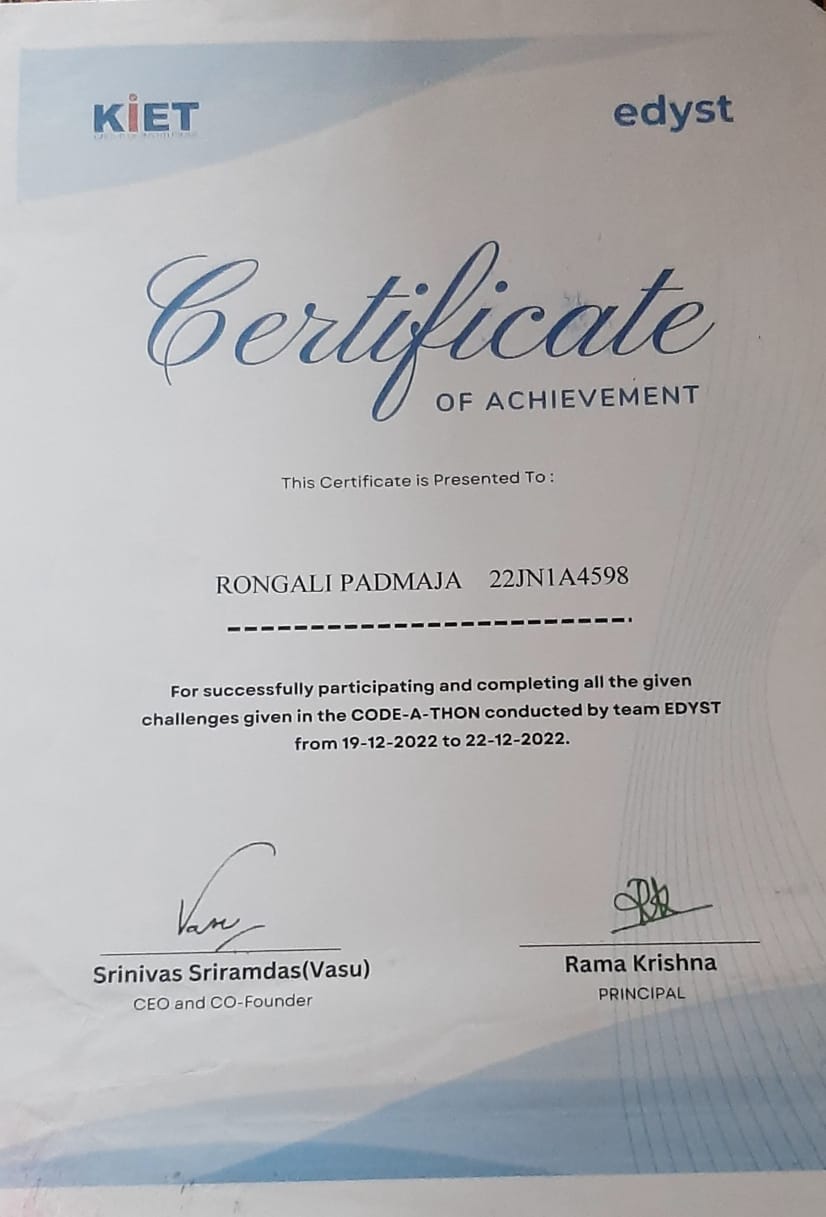 KiET
edyst
Certificate
OF ACHIEVEMENT
This Certificate is Presented To :
RONGALI PADMAJA 22JN1A4598
For successfully participating and completing all the given
challenges given in the CODE-A-THON conducted by team EDYST
from 19-12-2022 to 22-12-2022.
Vasu
Srinivas Sriramdas(Vasu)
CEO and CO-Founder
Rama Krishna
PRINCIPAL